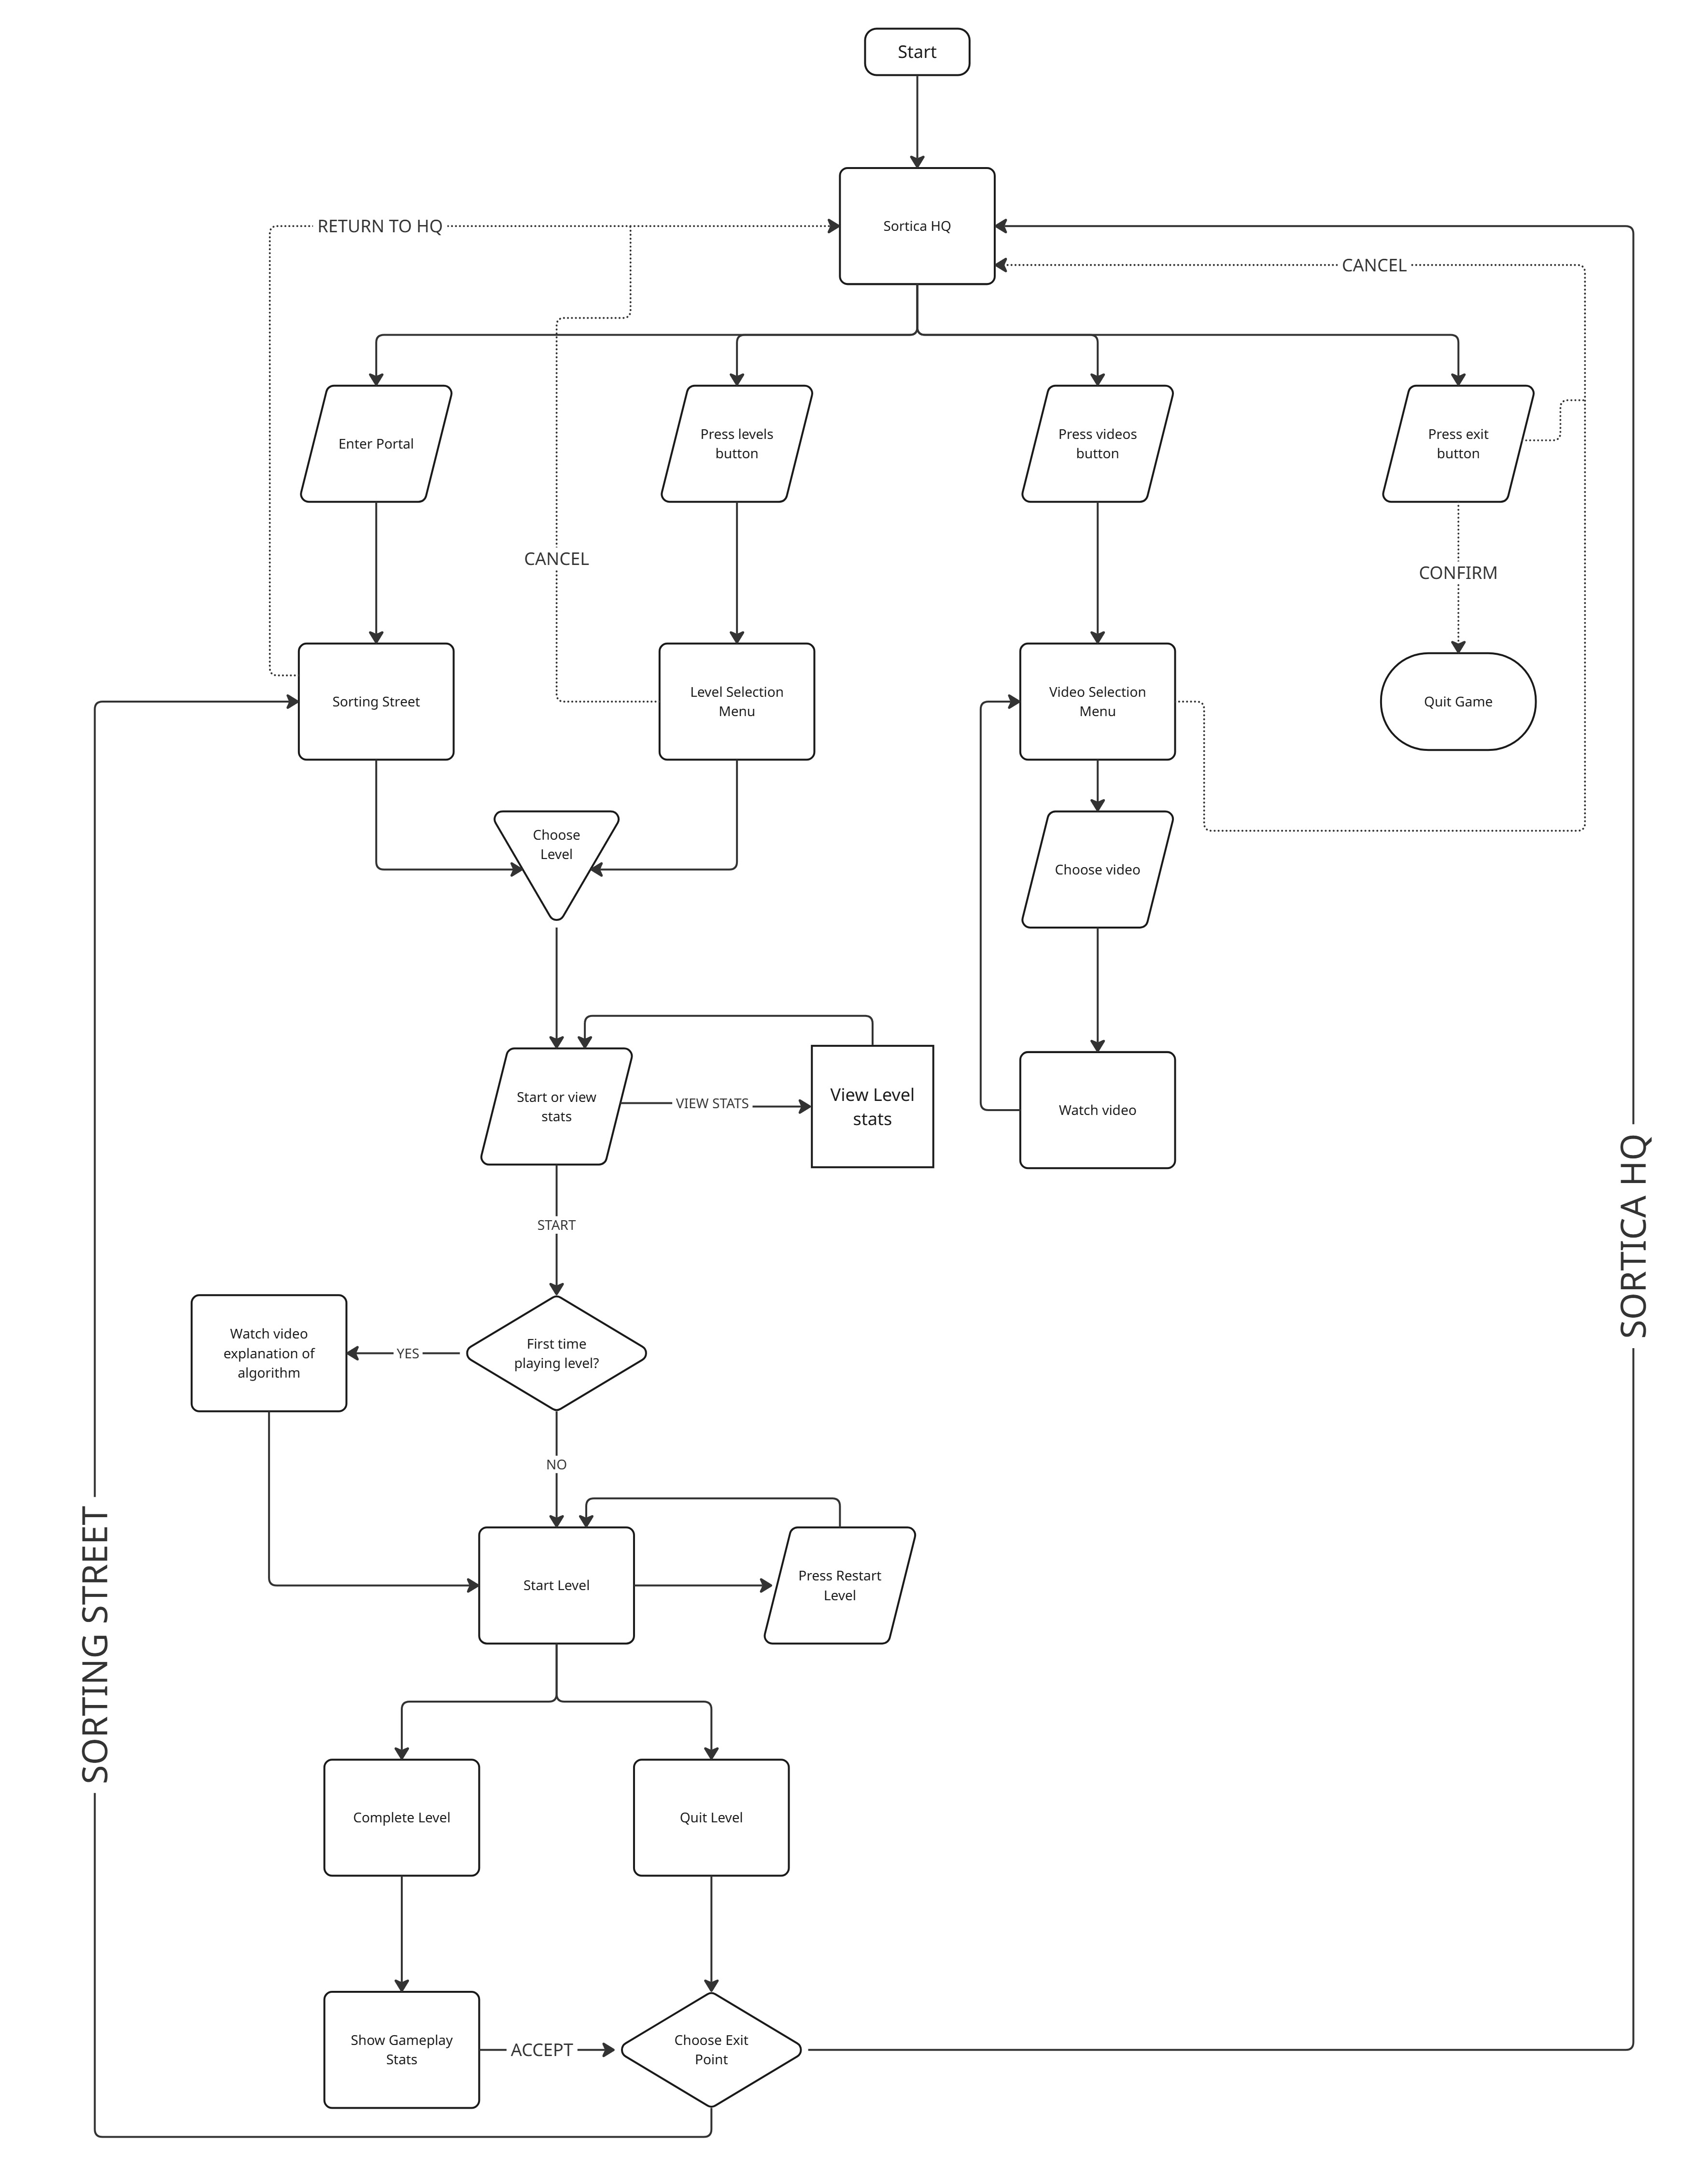 Start
Sortica HQ
RETURN TO HQ
CANCEL
Enter Portal
Press levels
button
Press videos
button
Press exit
button
CANCEL
CONFIRM
Sorting Street
Level Selection
Menu
Video Selection
Menu
Quit Game
Choose
Level
Choose video
Start or view
stats
VIEW STATS
View Level
stats
Watch video
SORTICA HQ
START
Watch video
explanation of
algorithm
YES
First time
playing level?
NO
Start Level
Press Restart
Level
SORTING STREET
Complete Level
Quit Level
Show Gameplay
Stats
ACCEPT
Choose Exit
Point